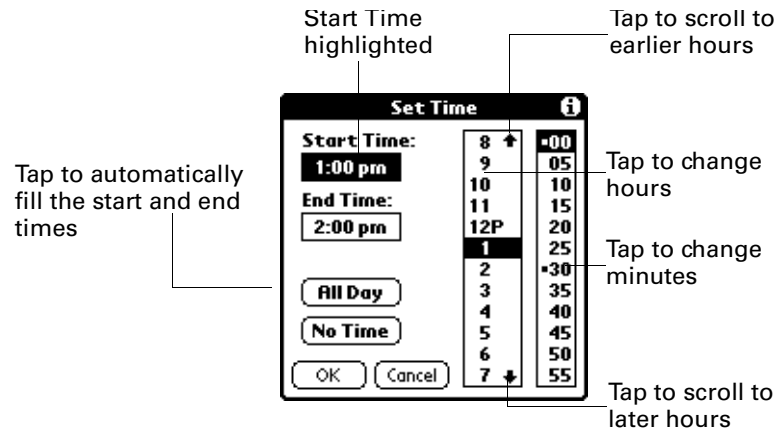 Start Time
highlighted
Tap to scroll to
earlier hours
Set Time
i
Start Time:
1:00 pm
End Time:
2:00 pm
All Day
No Time
OK
Cancel
8
9
10
11
12P
1
2
3
4
5
6
7
00
05
10
15
20
25
30
35
40
45
50
55
Tap to automatically
fill the start and end
times
Tap to change
hours
Tap to change
minutes
Tap to scroll to
later hours